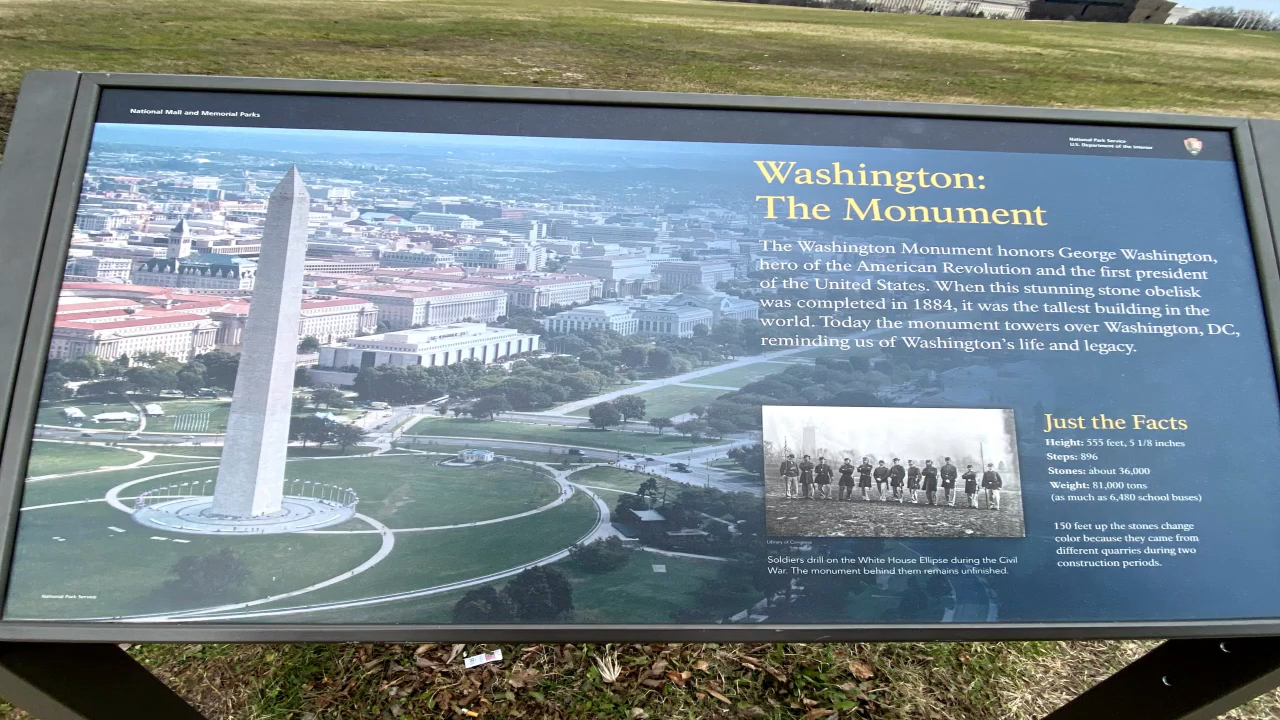 National Mall and Memorial Parks
National Park Service
U.S. Department of the Interior
Washington:
The Monument
The Washington Monument honors George Washington,
hero of the American Revolution and the first president
of the United States. When this stunning stone obelisk
was completed in 1884, it was the tallest building in the
world. Today the monument towers over Washington, DC,
reminding us of Washington's life and legacy.
Just the Facts
Height: 555 feet, 5 1/8 inches
Steps: 896
Stones: about 36,000
Weight: 81,000 tons
(as much as 6,480 school buses)
150 feet up the stones change
color because they came from
different quarries during two
construction periods.
Library of Congress
Soldiers drill on the White House Ellipse during the Civil
War. The monument behind them remains unfinished.
National Park Service